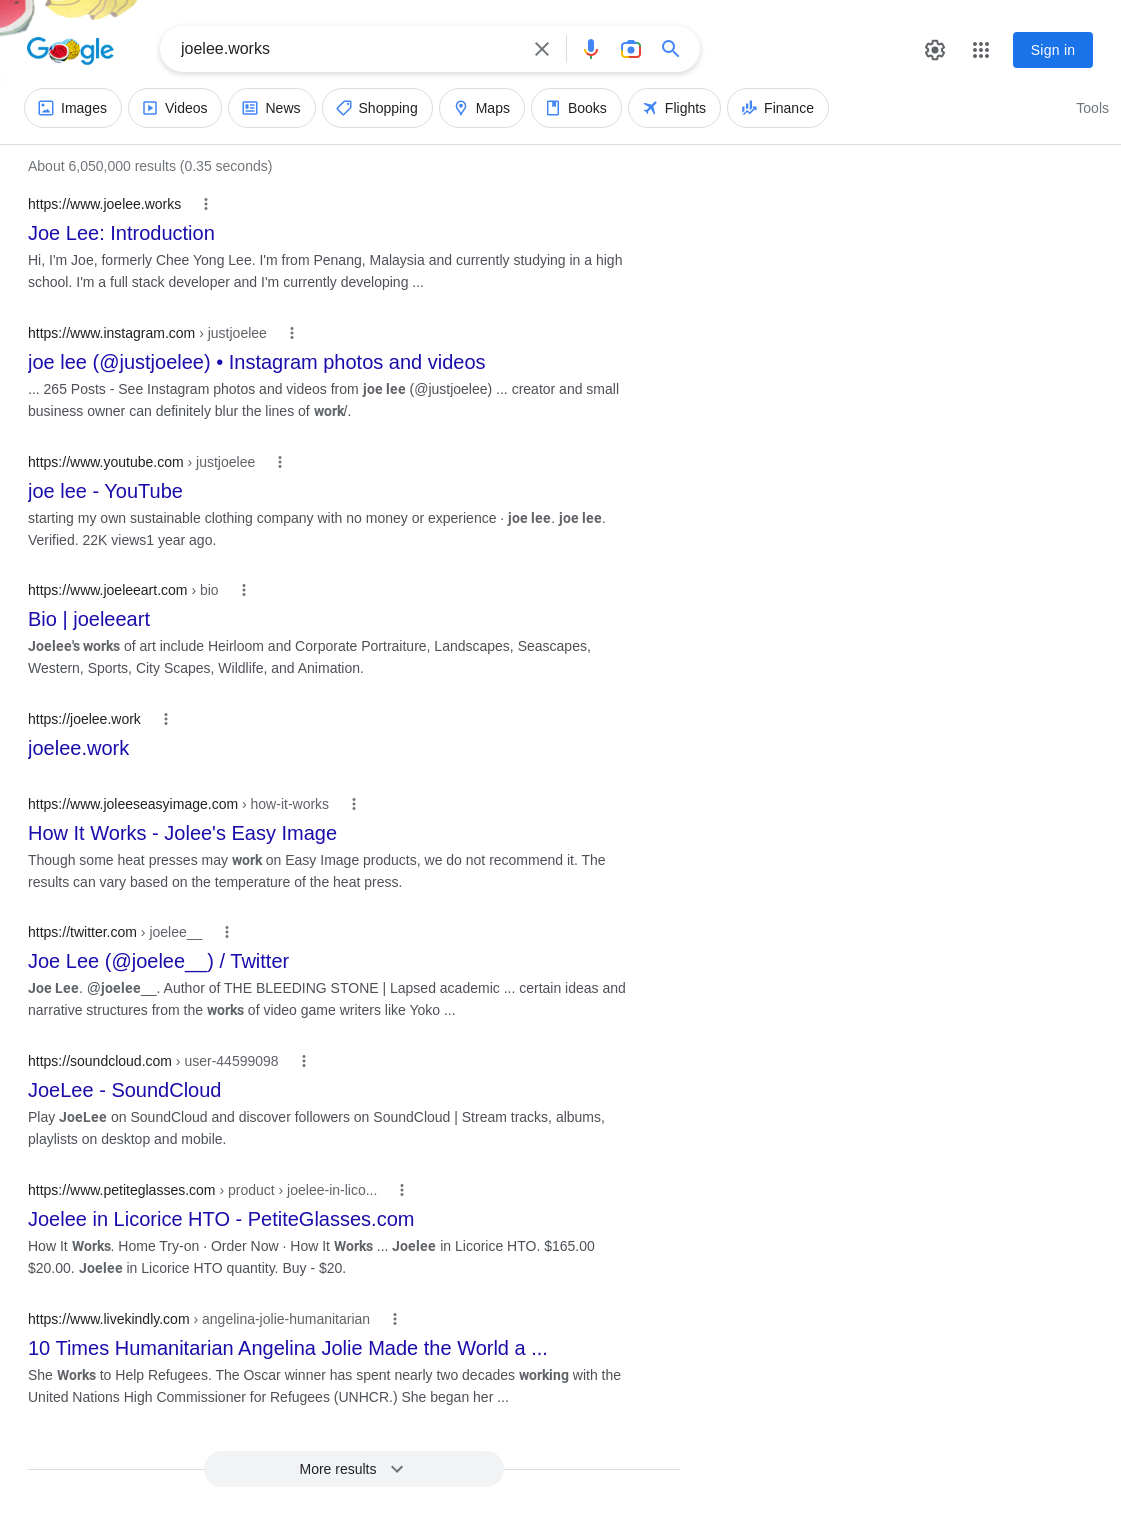 Google
joelee.works
Sign in
Images
Videos
News
Shopping
Maps
Books
Flights
Finance
Tools
About 6,050,000 results (0.35 seconds)
https://www.joelee.works
Joe Lee: Introduction
Hi, I'm Joe, formerly Chee Yong Lee. I'm from Penang, Malaysia and currently studying in a high
school. I'm a full stack developer and I'm currently developing ...
https://www.instagram.com › justjoelee
joe lee (@justjoelee) • Instagram photos and videos
... 265 Posts - See Instagram photos and videos from joe lee (@justjoelee) ... creator and small
business owner can definitely blur the lines of work/.
https://www.youtube.com › justjoelee
joe lee - YouTube
starting my own sustainable clothing company with no money or experience · joe lee. joe lee.
Verified. 22K views1 year ago.
https://www.joeleeart.com › bio
Bio | joeleeart
Joelee's works of art include Heirloom and Corporate Portraiture, Landscapes, Seascapes,
Western, Sports, City Scapes, Wildlife, and Animation.
https://joelee.work
joelee.work
https://www.joleeseasyimage.com › how-it-works
How It Works - Jolee's Easy Image
Though some heat presses may work on Easy Image products, we do not recommend it. The
results can vary based on the temperature of the heat press.
https://twitter.com › joelee__
Joe Lee (@joelee__) / Twitter
Joe Lee. @joelee__. Author of THE BLEEDING STONE | Lapsed academic ... certain ideas and
narrative structures from the works of video game writers like Yoko ...
https://soundcloud.com › user-44599098
JoeLee - SoundCloud
Play JoeLee on SoundCloud and discover followers on SoundCloud | Stream tracks, albums,
playlists on desktop and mobile.
https://www.petiteglasses.com › product › joelee-in-lico...
Joelee in Licorice HTO - PetiteGlasses.com
How It Works. Home Try-on · Order Now · How It Works ... Joelee in Licorice HTO. $165.00
$20.00. Joelee in Licorice HTO quantity. Buy - $20.
https://www.livekindly.com › angelina-jolie-humanitarian
10 Times Humanitarian Angelina Jolie Made the World a ...
She Works to Help Refugees. The Oscar winner has spent nearly two decades working with the
United Nations High Commissioner for Refugees (UNHCR.) She began her ...
More results